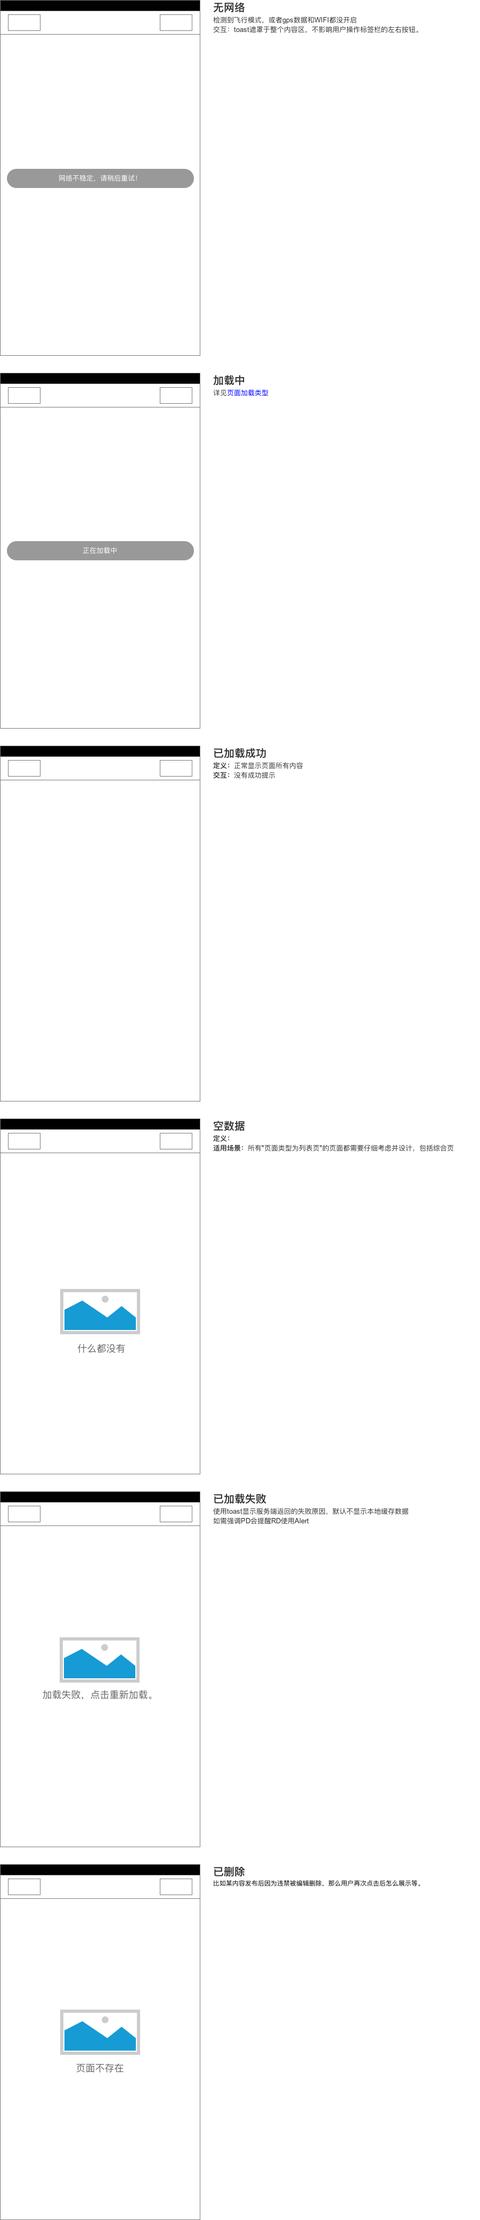 无网络
检测到飞行模式，或者gps数据和WIFI都没开启
交互：toast遮罩于整个内容区，不影响用户操作标签栏的左右按钮。
网络不稳定，请稍后重试！
加载中
详见页面加载类型
正在加载中
已加载成功
定义：正常显示页面所有内容
交互：没有成功提示
空数据
定义：
适用场景：所有"页面类型为列表页"的页面都需要仔细考虑并设计，包括综合页
什么都没有
已加载失败
使用toast显示服务端返回的失败原因，默认不显示本地缓存数据
如需强调PD会提醒RD使用Alert
加载失败，点击重新加载。
已删除
比如某内容发布后因为违禁被编辑删除，那么用户再次点击后怎么展示等。
页面不存在